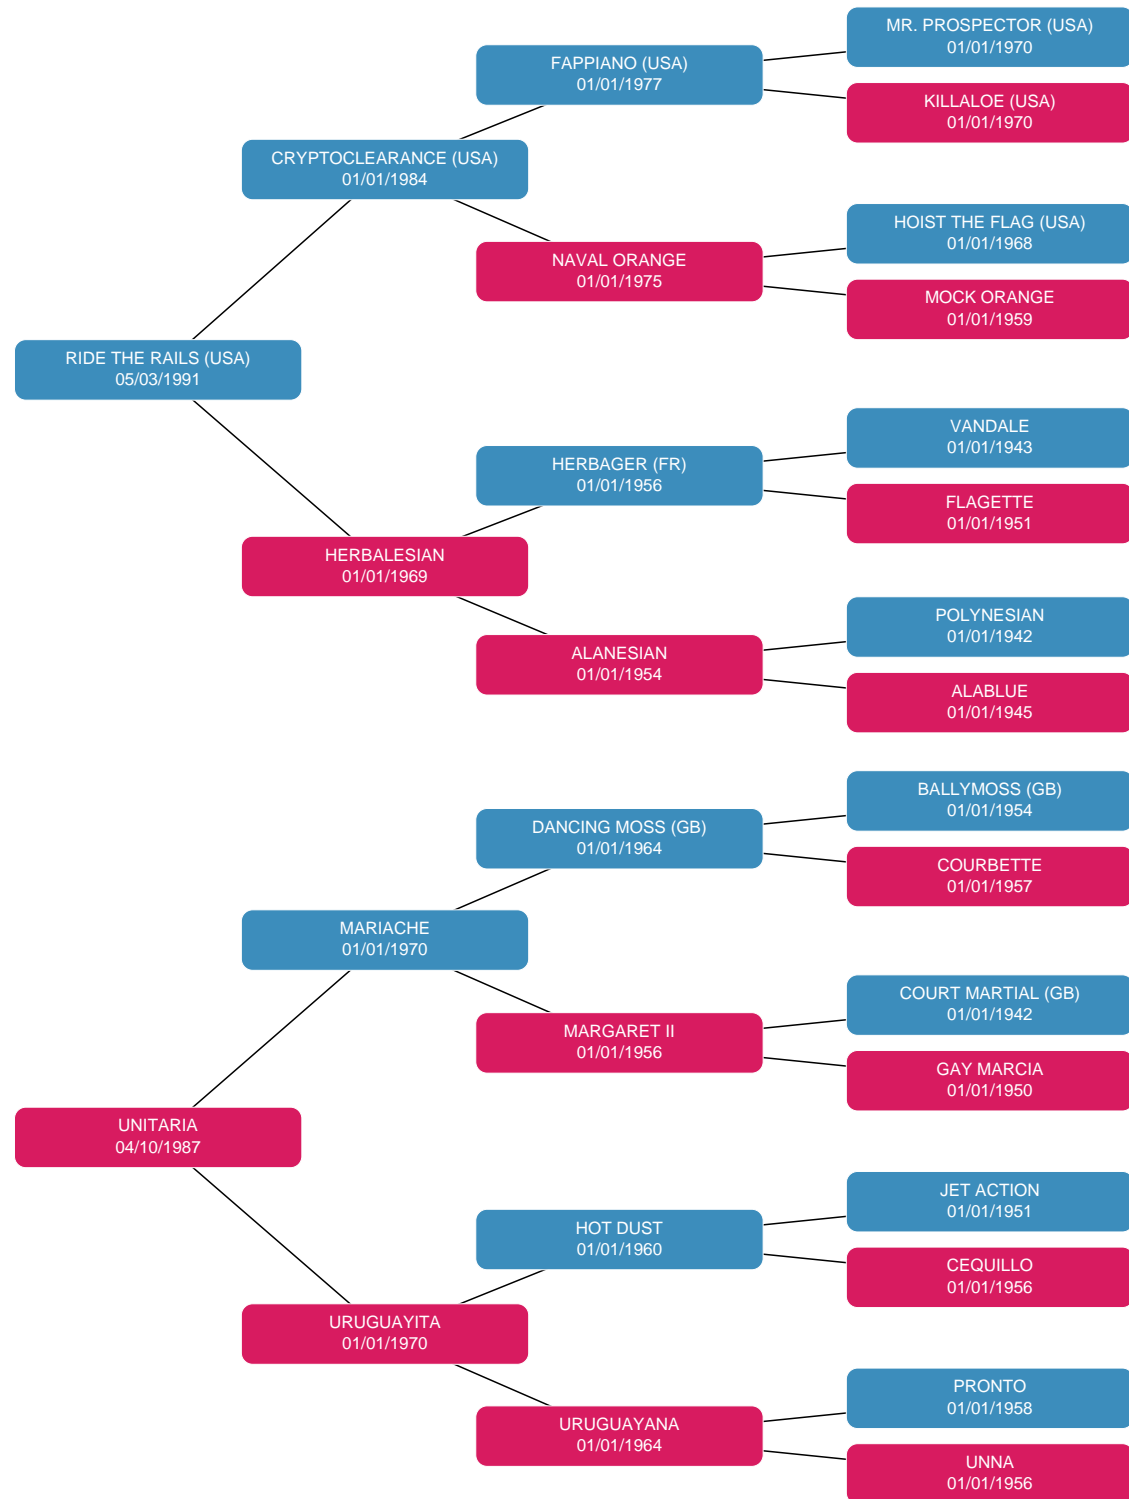 MR. PROSPECTOR (USA)
01/01/1970
FAPPIANO (USA)
01/01/1977
KILLALOE (USA)
01/01/1970
CRYPTOCLEARANCE (USA)
01/01/1984
HOIST THE FLAG (USA)
01/01/1968
NAVAL ORANGE
01/01/1975
MOCK ORANGE
01/01/1959
RIDE THE RAILS (USA)
05/03/1991
VANDALE
01/01/1943
HERBAGER (FR)
01/01/1956
FLAGETTE
01/01/1951
HERBALESIAN
01/01/1969
POLYNESIAN
01/01/1942
ALANESIAN
01/01/1954
ALABLUE
01/01/1945
BALLYMOSS (GB)
01/01/1954
DANCING MOSS (GB)
01/01/1964
COURBETTE
01/01/1957
MARIACHE
01/01/1970
COURT MARTIAL (GB)
01/01/1942
MARGARET II
01/01/1956
GAY MARCIA
01/01/1950
UNITARIA
04/10/1987
JET ACTION
01/01/1951
HOT DUST
01/01/1960
CEQUILLO
01/01/1956
URUGUAYITA
01/01/1970
PRONTO
01/01/1958
URUGUAYANA
01/01/1964
UNNA
01/01/1956